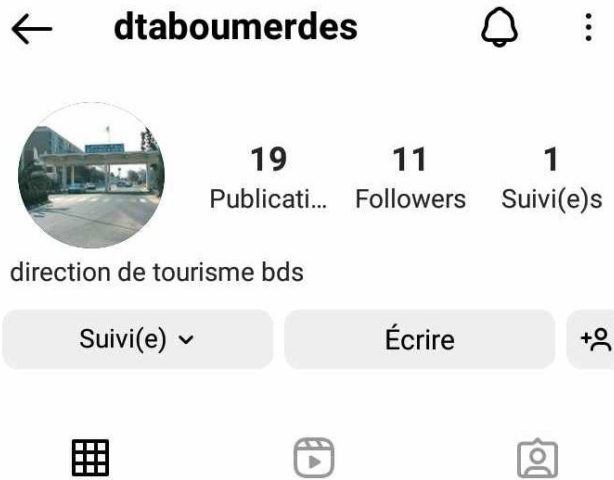 dtaboumerdes
19 11 1
Publicati... Followers Suivi(e)s
direction de tourisme bds
Suivi(e) Écrire